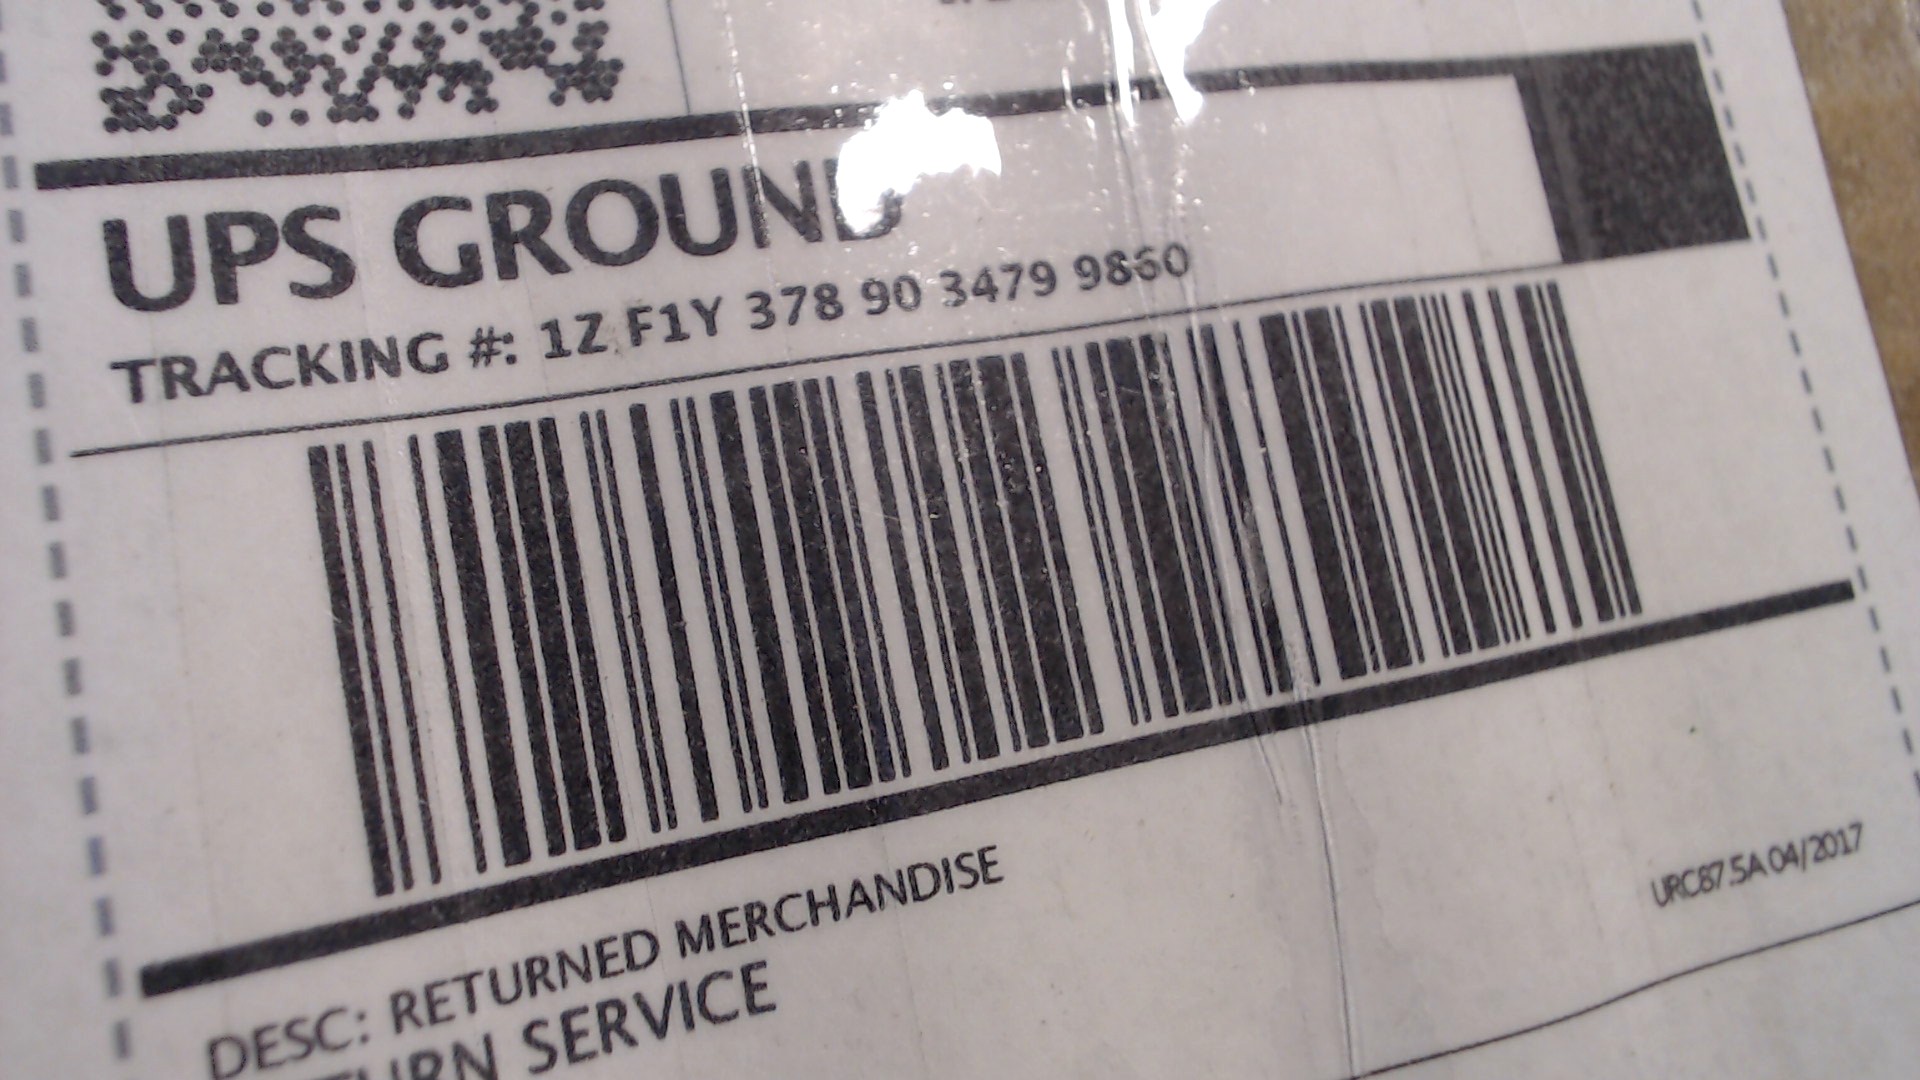 UPS GROUND
TRACKING #: 1Z F1Y 378 90 3479 9860
DESC: RETURNED MERCHANDISE
SERVICE
URC87.5A 04/2017